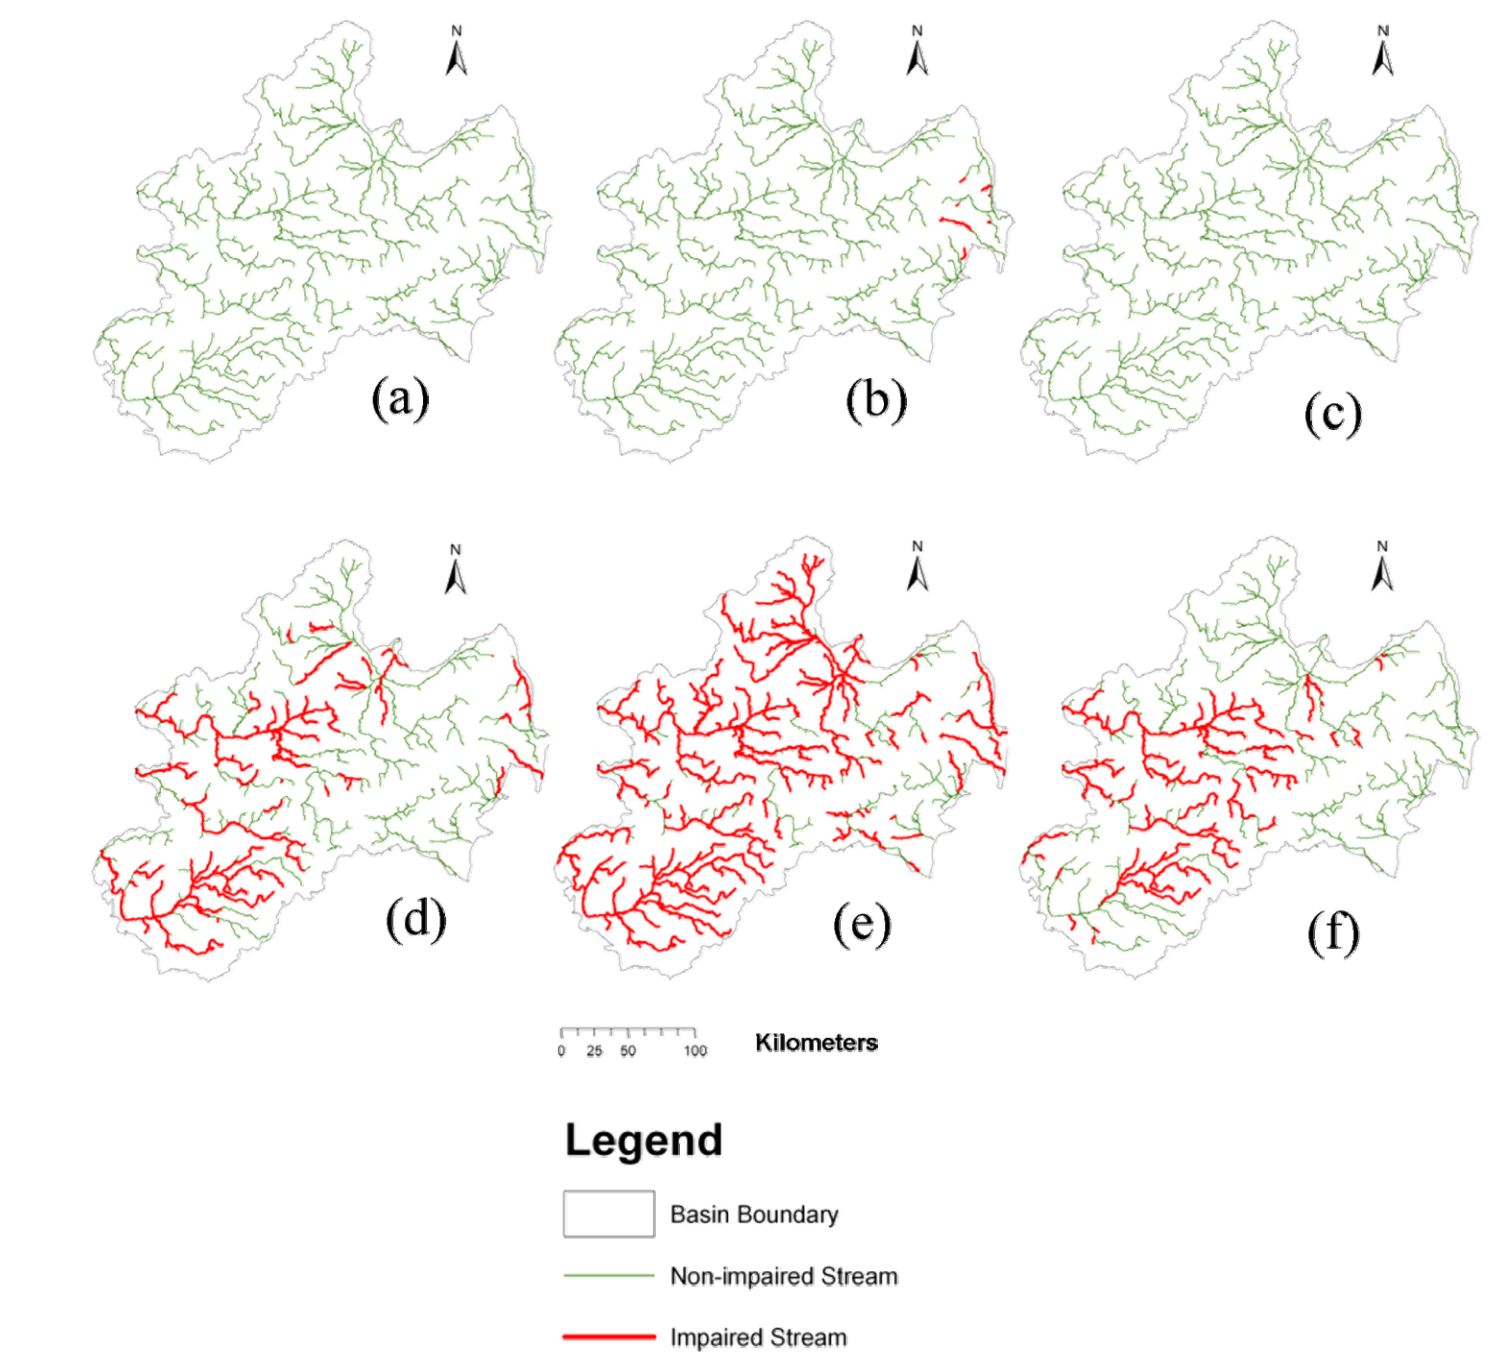 N
N
N
(a)
(b)
(c)
N
N
N
(d)
(e)
(f)
0 25 50 100
Kilometers
Legend
Basin Boundary
Non-impaired Stream
Impaired Stream